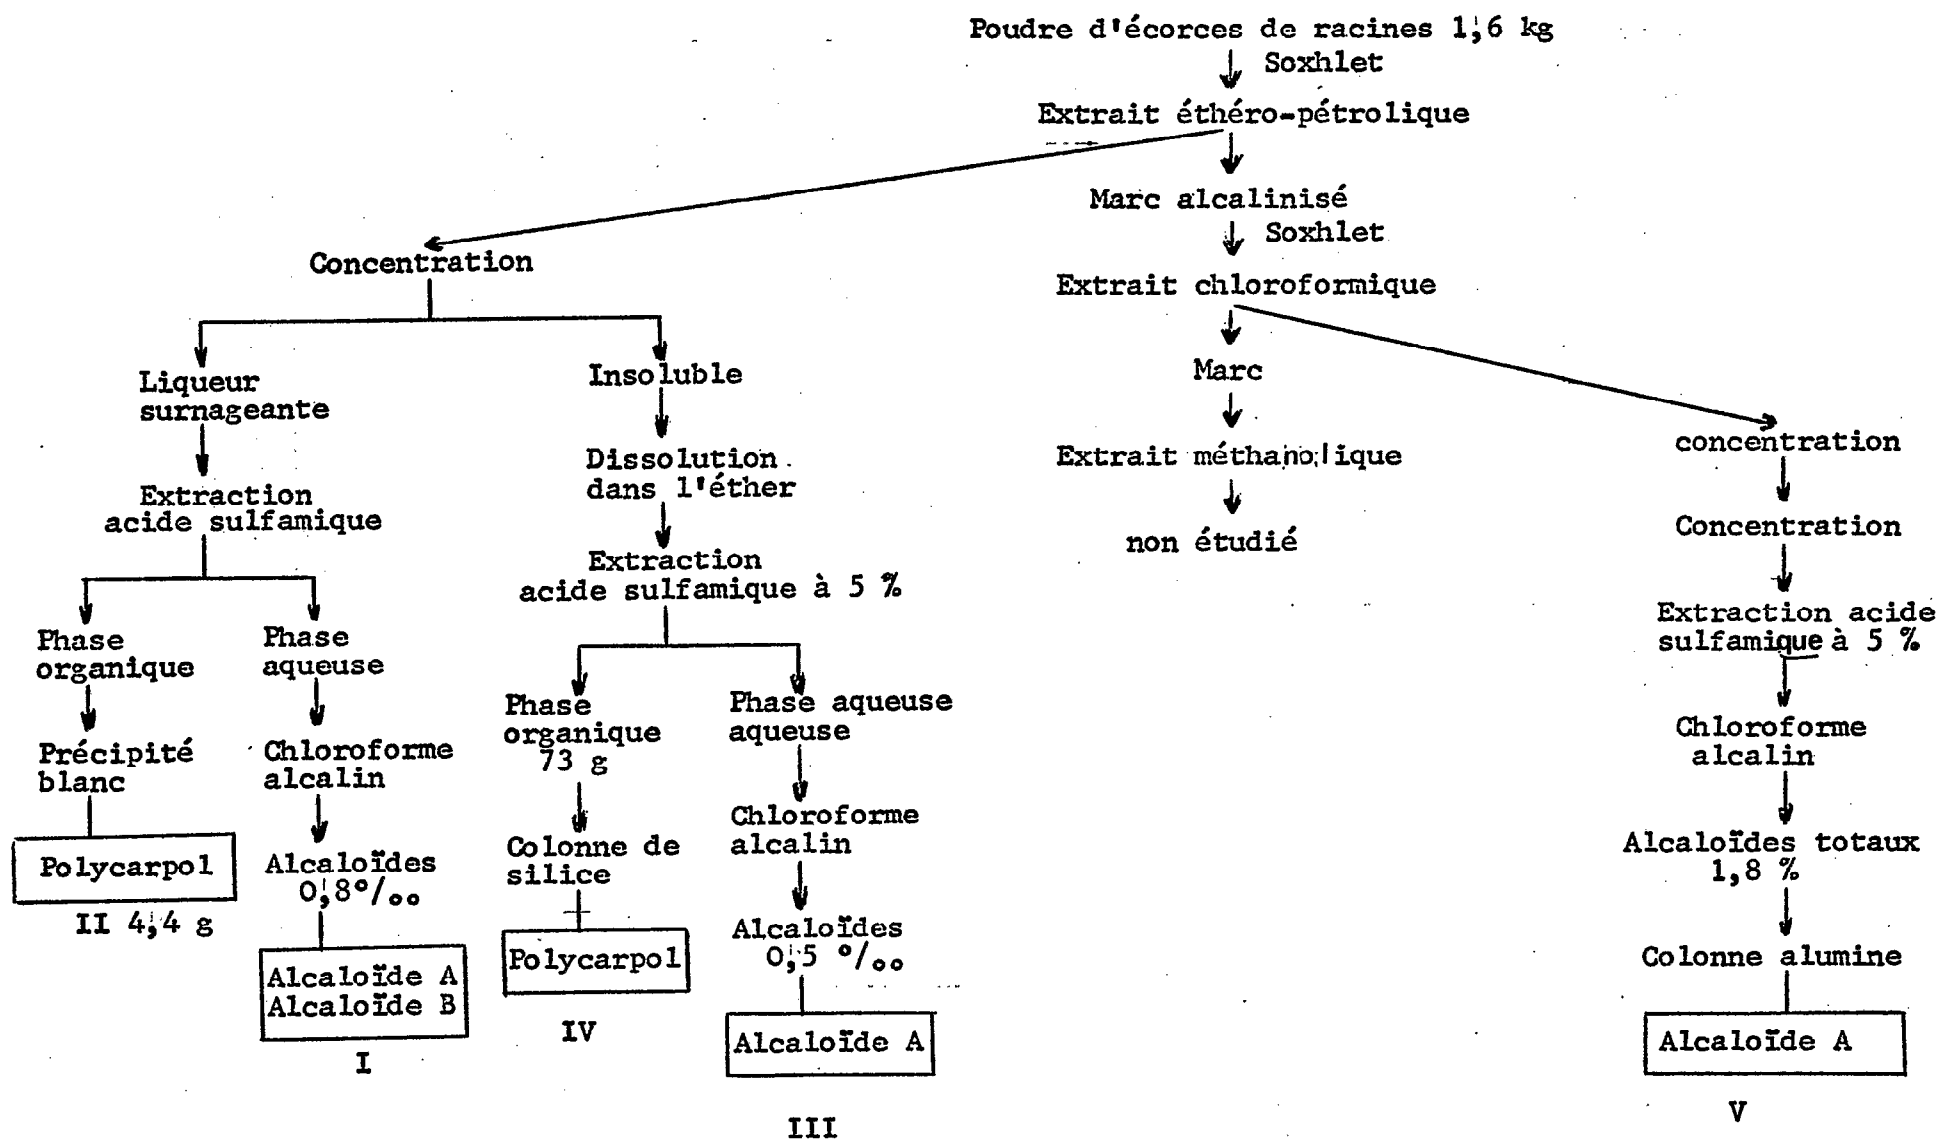 Poudre d'écorces de racines 1,6 kg
Soxhlet
Extrait éthéro-pétrolique
Marc alcalinisé
Soxhlet
Extrait chloroformique
Marc
Extrait méthanolique
non étudié
Concentration
Liqueur
surnageante
Extraction
acide sulfamique
Phase
organique
Précipité
blanc
Polycarpol
II 4,4 g
Phase
aqueuse
Chloroforme
alcalin
Alcaloïdes
0,8°/oo
Alcaloïde A
Alcaloïde B
I
Insoluble
Dissolution
dans l'éther
Extraction
acide sulfamique à 5 %
Phase
organique
73 g
Colonne de
silice
Polycarpol
IV
Phase aqueuse
aqueuse
Chloroforme
alcalin
Alcaloïdes
0,5 °/oo
Alcaloïde A
III
concentration
Concentration
Extraction acide
sulfamique à 5 %
Chloroforme
alcalin
Alcaloïdes totaux
1,8 %
Colonne alumine
Alcaloïde A
V